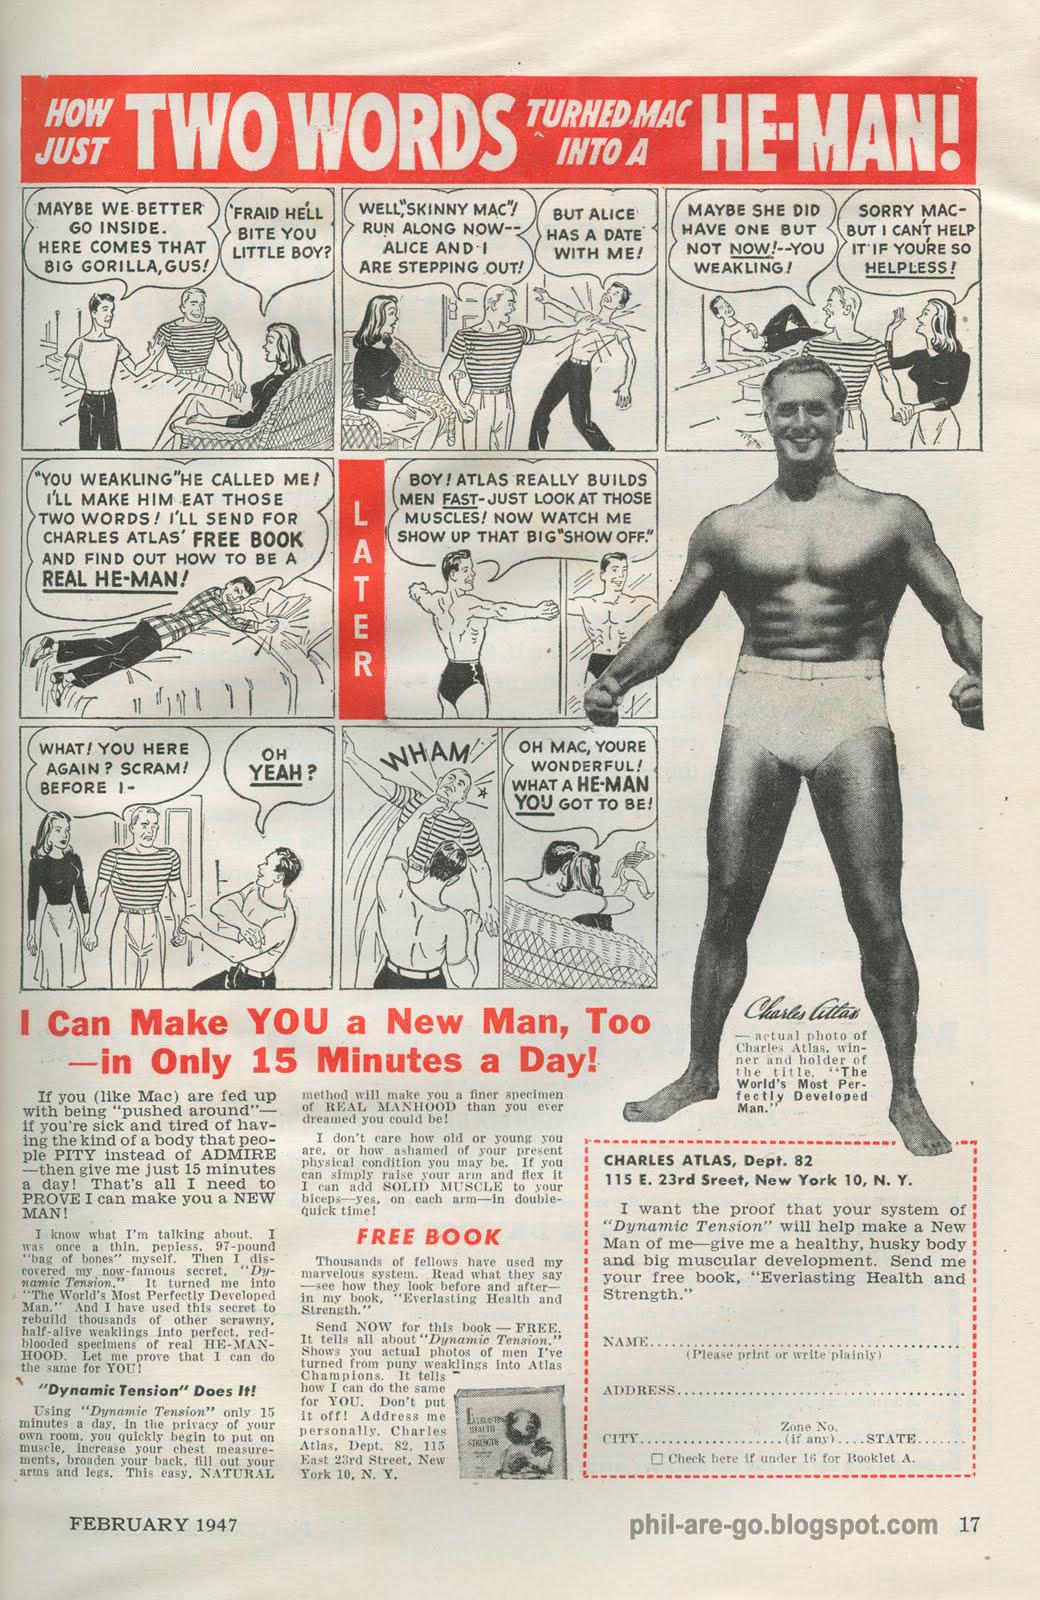 HOW JUST TWO WORDS TURNED MAC INTO A HE-MAN!
MAYBE WE BETTER
GO INSIDE.
HERE COMES THAT
BIG GORILLA, GUS!
'FRAID HE'LL
BITE YOU
LITTLE BOY?
WELL, "SKINNY MAC"!
RUN ALONG NOW--
ALICE AND I
ARE STEPPING OUT!
BUT ALICE
HAS A DATE
WITH ME!
MAYBE SHE DID
HAVE ONE BUT
NOT NOW!--YOU
WEAKLING!
SORRY MAC-
BUT I CAN'T HELP
IT IF YOU'RE SO
HELPLESS!
"YOU WEAKLING" HE CALLED ME!
I'LL MAKE HIM EAT THOSE
TWO WORDS! I'LL SEND FOR
CHARLES ATLAS' FREE BOOK
AND FIND OUT HOW TO BE A
REAL HE-MAN!
LATER
BOY! ATLAS REALLY BUILDS
MEN FAST-JUST LOOK AT THOSE
MUSCLES! NOW WATCH ME
SHOW UP THAT BIG "SHOW OFF."
WHAT! YOU HERE
AGAIN? SCRAM!
BEFORE I-
OH
YEAH?
WHAM
OH MAC, YOURE
WONDERFUL!
WHAT A HE-MAN
YOU GOT TO BE!
Charles Atlas
—actual photo of
Charles Atlas, win-
ner and holder of
the title, "The
World's Most Per-
fectly Developed
Man."
I Can Make YOU a New Man, Too
—in Only 15 Minutes a Day!
If you (like Mac) are fed up
with being "pushed around"—
if you're sick and tired of hav-
ing the kind of a body that peo-
ple PITY instead of ADMIRE
—then give me just 15 minutes
a day! That's all I need to
PROVE I can make you a NEW
MAN!
I know what I'm talking about. I
was once a thin, pepless, 97-pound
"bag of bones" myself. Then I dis-
covered my now-famous secret, "Dy-
namic Tension." It turned me into
"The World's Most Perfectly Developed
Man." And I have used this secret to
rebuild thousands of other scrawny,
half-alive weaklings into perfect, red-
blooded specimens of real HE-MAN-
HOOD. Let me prove that I can do
the same for YOU!
"Dynamic Tension" Does It!
Using "Dynamic Tension" only 15
minutes a day, in the privacy of your
own room, you quickly begin to put on
muscle, increase your chest measure-
ments, broaden your back, fill out your
arms and legs. This easy, NATURAL
method will make you a finer specimen
of REAL MANHOOD than you ever
dreamed you could be!
I don't care how old or young you
are, or how ashamed of your present
physical condition you may be. If you
can simply raise your arm and flex it
I can add SOLID MUSCLE to your
biceps—yes, on each arm—in double-
quick time!
FREE BOOK
Thousands of fellows have used my
marvelous system. Read what they say
—see how they look before and after—
in my book, "Everlasting Health and
Strength."
Send NOW for this book — FREE.
It tells all about "Dynamic Tension."
Shows you actual photos of men I've
turned from puny weaklings into Atlas
Champions. It tells
how I can do the same
for YOU. Don't put
it off! Address me
personally. Charles
Atlas, Dept. 82, 115
East 23rd Street, New
York 10, N. Y.
EVERLASTING
HEALTH
AND
STRENGTH
CHARLES ATLAS, Dept. 82
115 E. 23rd Sreet, New York 10, N. Y.
I want the proof that your system of
"Dynamic Tension" will help make a New
Man of me—give me a healthy, husky body
and big muscular development. Send me
your free book, "Everlasting Health and
Strength."
NAME
(Please print or write plainly)
ADDRESS
Zone No.
CITY (if any) STATE
□ Check here if under 16 for Booklet A.
FEBRUARY 1947
phil-are-go.blogspot.com
17